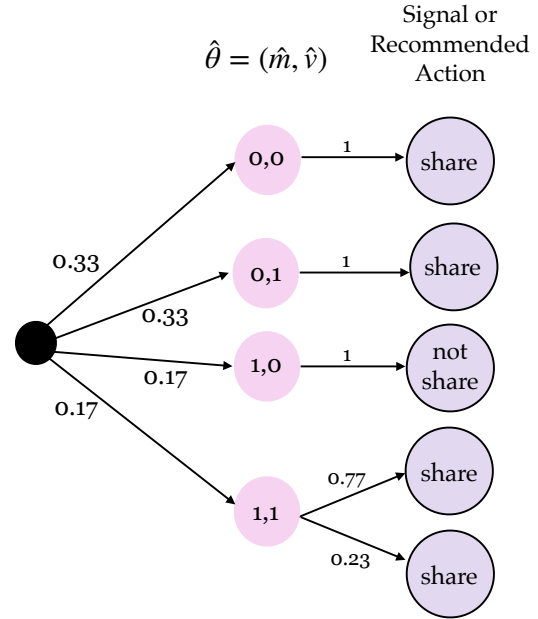 Signal or
Recommended
Action
θ̂ = (m̂, v̂)
0.33
0,0
1
share
0.33
0,1
1
share
0.17
1,0
1
not
share
0.17
1,1
0.77
share
0.23
share